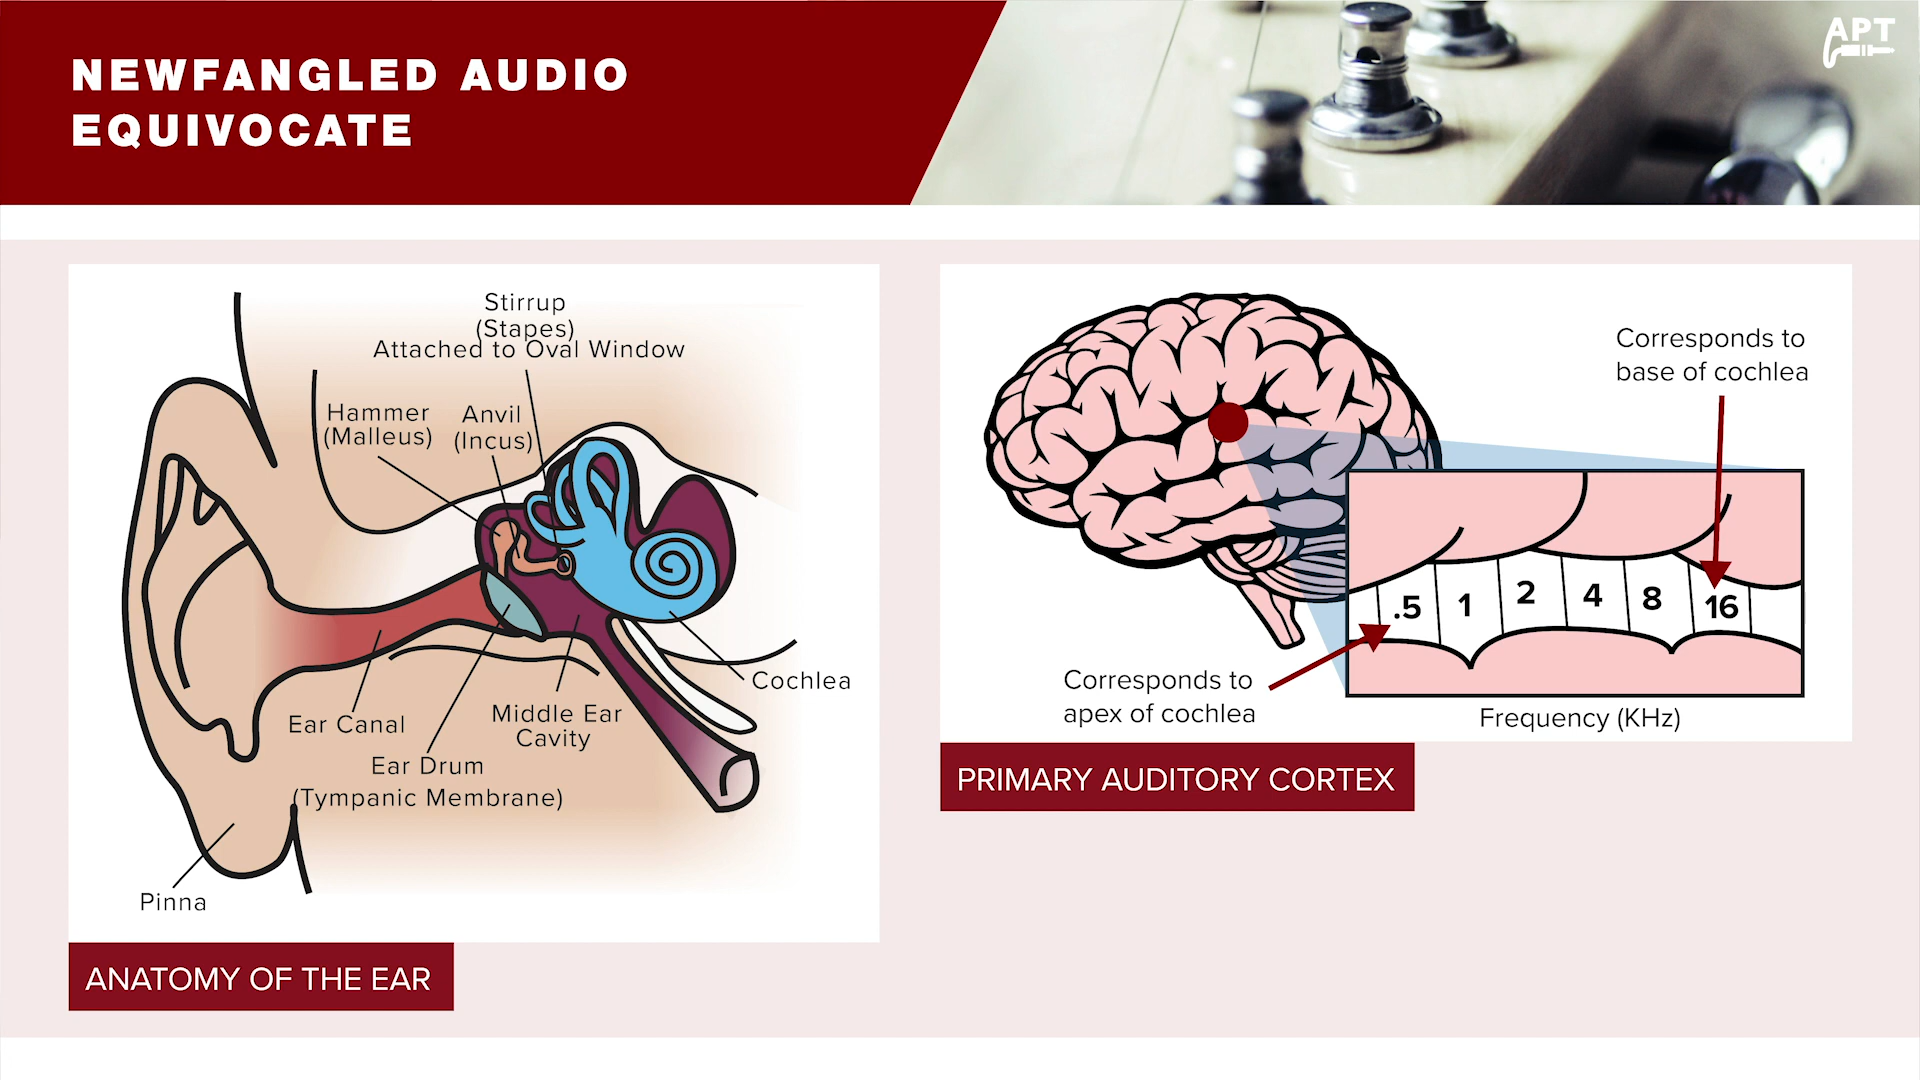 NEWFANGLED AUDIO
EQUIVOCATE
APT
Stirrup
(Stapes)
Attached to Oval Window
Hammer
(Malleus)
Anvil
(Incus)
Cochlea
Ear Canal
Middle Ear
Cavity
Ear Drum
(Tympanic Membrane)
Pinna
ANATOMY OF THE EAR
Corresponds to
base of cochlea
.5 1 2 4 8 16
Corresponds to
apex of cochlea
Frequency (KHz)
PRIMARY AUDITORY CORTEX